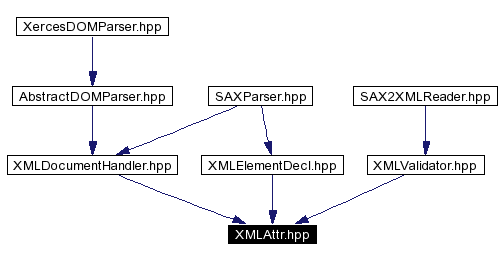 XercesDOMParser.hpp
AbstractDOMParser.hpp
SAXParser.hpp
SAX2XMLReader.hpp
XMLDocumentHandler.hpp
XMLElementDecl.hpp
XMLValidator.hpp
XMLAttr.hpp